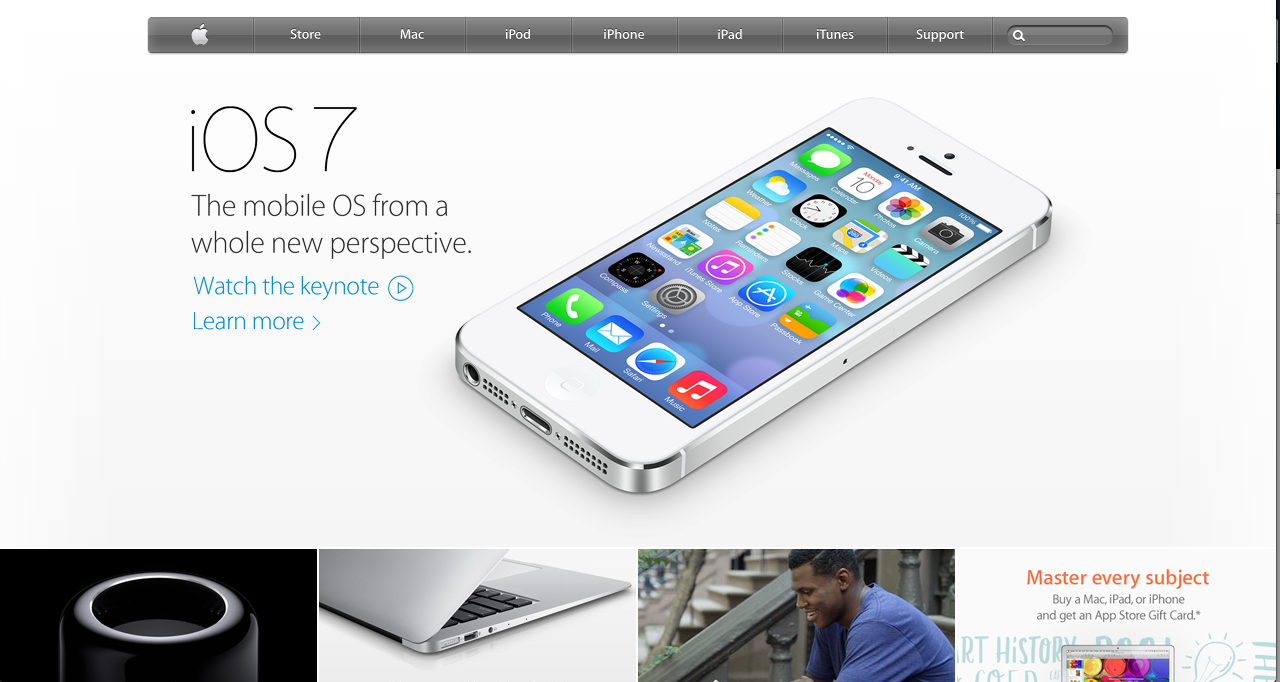 Store
Mac
iPod
iPhone
iPad
iTunes
Support
iOS 7
The mobile OS from a
whole new perspective.
Watch the keynote
Learn more
9:41 AM
100%
Messages
Calendar
Monday
10
Photos
Camera
Weather
Clock
Maps
Videos
Notes
Reminders
Stocks
Game Center
Newsstand
iTunes Store
App Store
Passbook
Compass
Settings
Phone
Mail
Safari
Music
Master every subject
Buy a Mac, iPad, or iPhone
and get an App Store Gift Card.*
ART HISTORY
THE